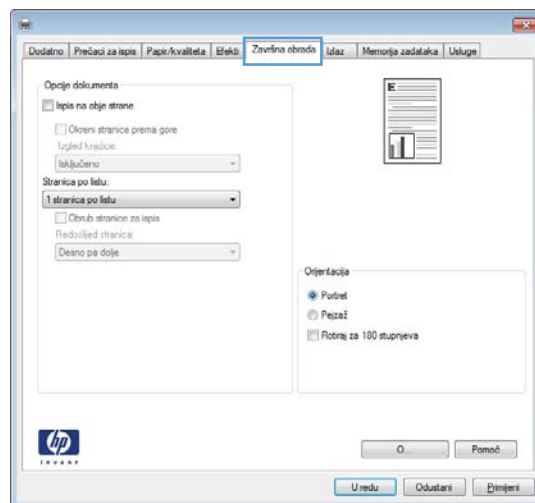 Dodatno Prečaci za ispis Papir/kvaliteta Efekti Završna obrada Izlaz Memorija zadataka Usluge
Opcije dokumenta
Ispis na obje strane
Okreni stranice prema gore
Izgled knjižice:
Isključeno
Stranica po listu:
1 stranica po listu
Obrub stranice za ispis
Redoslijed stranica:
Desno pa dolje
E
Orijentacija
Portret
Pejzaž
Rotiraj za 180 stupnjeva
hp
invent
O... Pomoć
U redu Odustani Primijeni